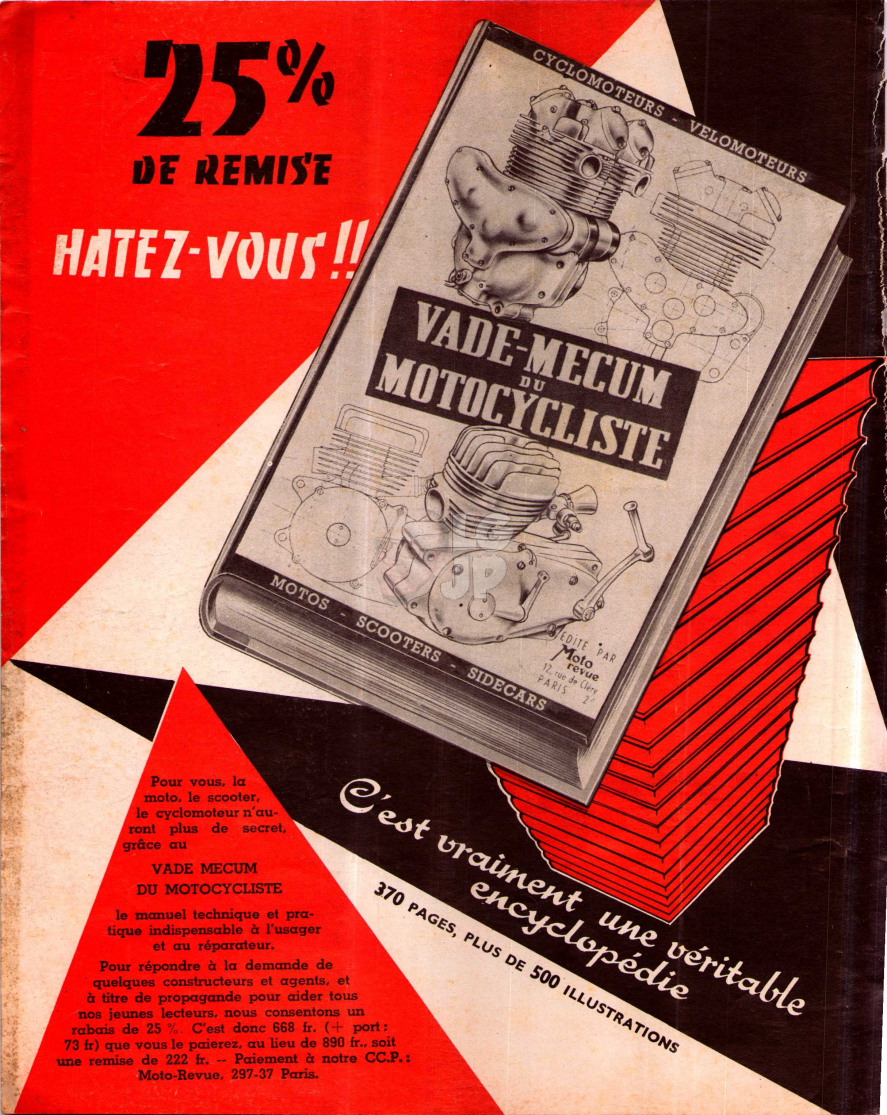 25%
DE REMISE
HATEZ-VOUS!!
CYCLOMOTEURS - VELOMOTEURS
VADE-MECUM
DU
MOTOCYCLISTE
MOTOS - SCOOTERS - SIDECARS
EDITÉ PAR
Moto
revue
12, rue de Cléry
PARIS 2e
LC
JP
C'est vraiment une véritable
encyclopédie
370 PAGES, PLUS DE 500 ILLUSTRATIONS
Pour vous, la
moto, le scooter,
le cyclomoteur n'au-
ront plus de secret,
grâce au
VADE MECUM
DU MOTOCYCLISTE
le manuel technique et pra-
tique indispensable à l'usager
et au réparateur.
Pour répondre à la demande de
quelques constructeurs et agents, et
à titre de propagande pour aider tous
nos jeunes lecteurs, nous consentons un
rabais de 25 %. C'est donc 668 fr. (+ port :
73 fr) que vous le paierez, au lieu de 890 fr., soit
une remise de 222 fr. -- Paiement à notre CC.P. :
Moto-Revue, 297-37 Paris.